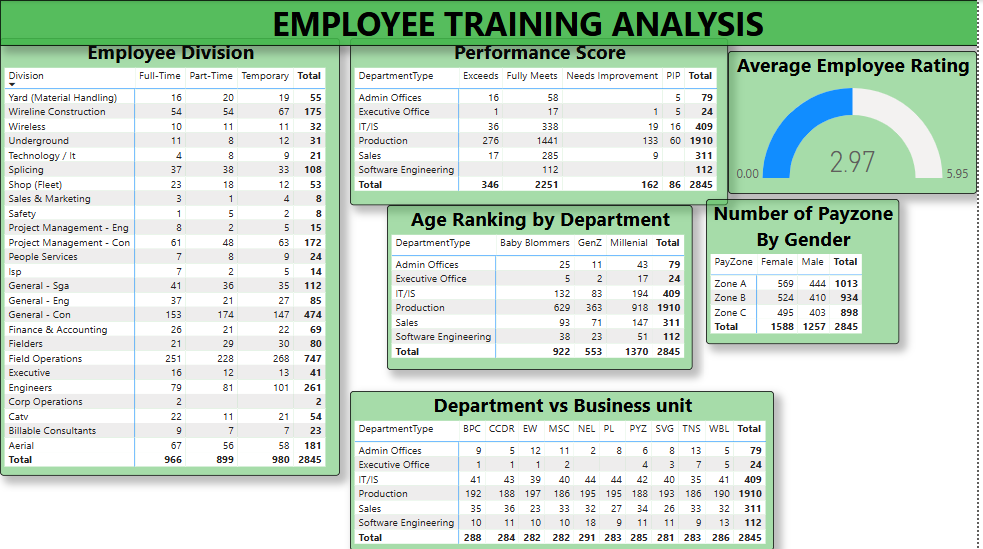 EMPLOYEE TRAINING ANALYSIS
Employee Division
Division Full-Time Part-Time Temporary Total
Yard (Material Handling) 16 20 19 55
Wireline Construction 54 54 67 175
Wireless 10 11 11 32
Underground 11 8 12 31
Technology / It 4 8 9 21
Splicing 37 38 33 108
Shop (Fleet) 23 18 12 53
Sales & Marketing 3 1 4 8
Safety 1 5 2 8
Project Management - Eng 8 2 5 15
Project Management - Con 61 48 63 172
People Services 7 8 9 24
Isp 7 2 5 14
General - Sga 41 36 35 112
General - Eng 37 21 27 85
General - Con 153 174 147 474
Finance & Accounting 26 21 22 69
Fielders 21 29 30 80
Field Operations 251 228 268 747
Executive 16 12 13 41
Engineers 79 81 101 261
Corp Operations 2 2
Catv 22 11 21 54
Billable Consultants 9 7 7 23
Aerial 67 56 58 181
Total 966 899 980 2845
Performance Score
DepartmentType Exceeds Fully Meets Needs Improvement PIP Total
Admin Offices 16 58 5 79
Executive Office 1 17 1 5 24
IT/IS 36 338 19 16 409
Production 276 1441 133 60 1910
Sales 17 285 9 311
Software Engineering 112 112
Total 346 2251 162 86 2845
Average Employee Rating
2.97
0.00 5.95
Age Ranking by Department
DepartmentType Baby Blommers GenZ Millenial Total
Admin Offices 25 11 43 79
Executive Office 5 2 17 24
IT/IS 132 83 194 409
Production 629 363 918 1910
Sales 93 71 147 311
Software Engineering 38 23 51 112
Total 922 553 1370 2845
Number of Payzone
By Gender
PayZone Female Male Total
Zone A 569 444 1013
Zone B 524 410 934
Zone C 495 403 898
Total 1588 1257 2845
Department vs Business unit
DepartmentType BPC CCDR EW MSC NEL PL PYZ SVG TNS WBL Total
Admin Offices 9 5 12 11 2 8 6 8 13 5 79
Executive Office 1 1 1 2 4 3 7 5 24
IT/IS 41 43 39 40 44 44 42 40 35 41 409
Production 192 188 197 186 195 195 188 193 186 190 1910
Sales 35 36 23 33 32 27 34 26 33 32 311
Software Engineering 10 11 10 10 18 9 11 11 9 13 112
Total 288 284 282 282 291 283 285 281 283 286 2845